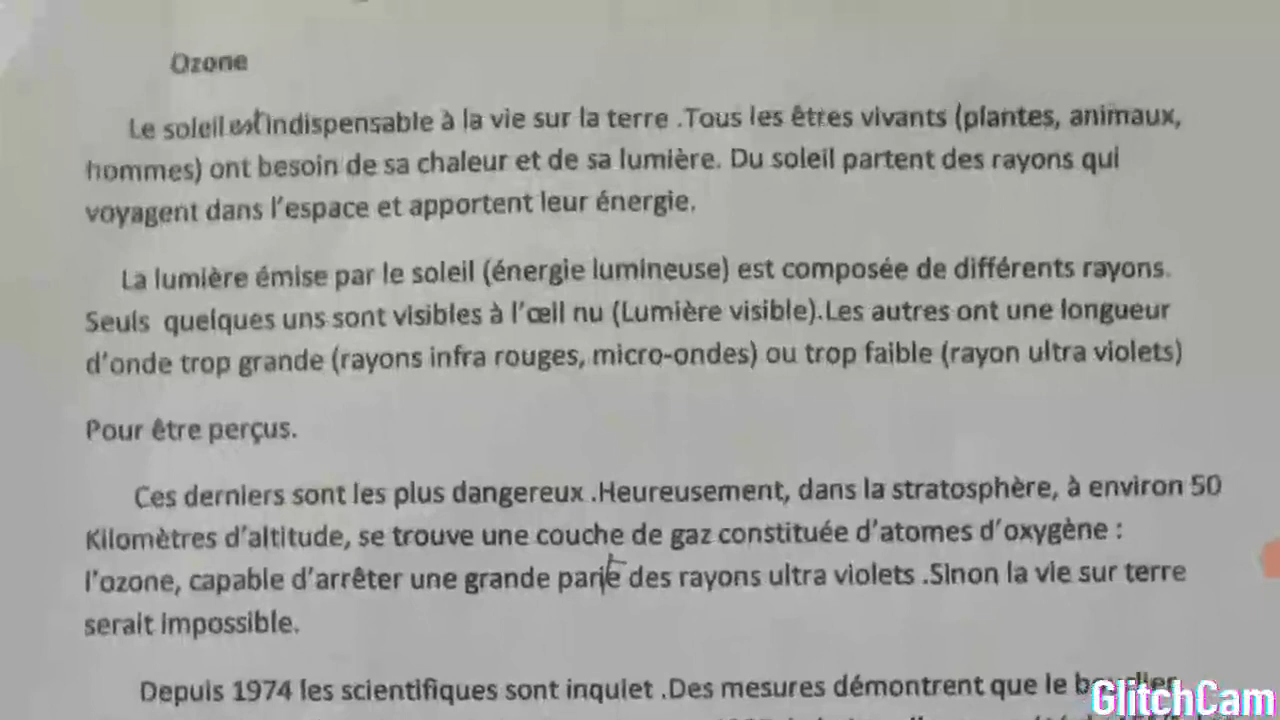 Ozone
Le soleil est indispensable à la vie sur la terre .Tous les êtres vivants (plantes, animaux,
hommes) ont besoin de sa chaleur et de sa lumière. Du soleil partent des rayons qui
voyagent dans l'espace et apportent leur énergie.
La lumière émise par le soleil (énergie lumineuse) est composée de différents rayons.
Seuls quelques uns sont visibles à l'œil nu (Lumière visible).Les autres ont une longueur
d'onde trop grande (rayons infra rouges, micro-ondes) ou trop faible (rayon ultra violets)
Pour être perçus.
Ces derniers sont les plus dangereux .Heureusement, dans la stratosphère, à environ 50
Kilomètres d'altitude, se trouve une couche de gaz constituée d'atomes d'oxygène :
l'ozone, capable d'arrêter une grande partie des rayons ultra violets .Sinon la vie sur terre
serait impossible.
Depuis 1974 les scientifiques sont inquiet .Des mesures démontrent que le
GlitchCam